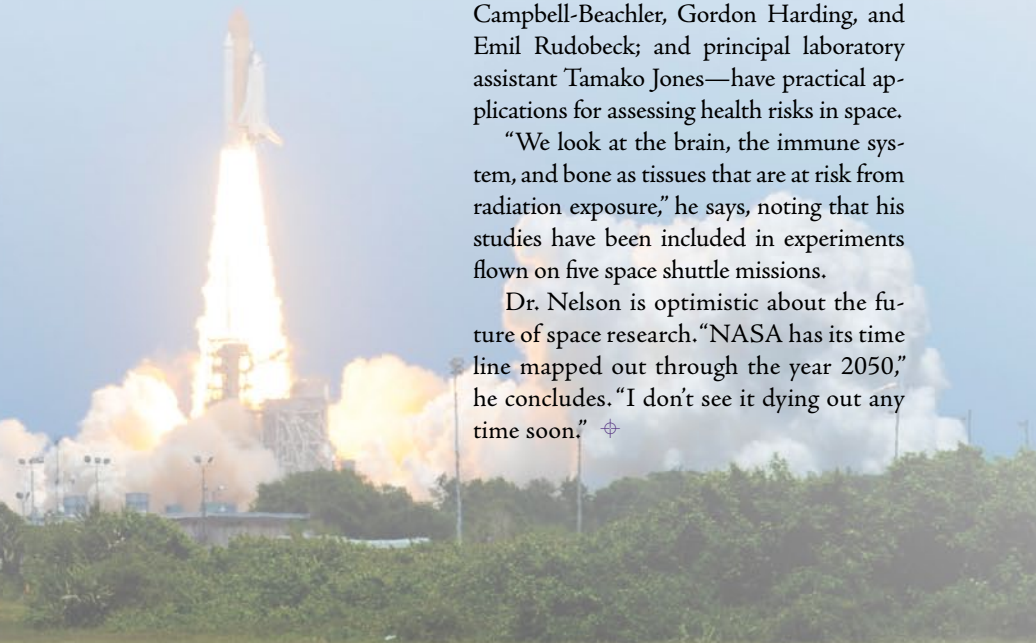 Campbell-Beachler, Gordon Harding, and
Emil Rudobeck; and principal laboratory
assistant Tamako Jones—have practical ap-
plications for assessing health risks in space.
“We look at the brain, the immune sys-
tem, and bone as tissues that are at risk from
radiation exposure,” he says, noting that his
studies have been included in experiments
flown on five space shuttle missions.
Dr. Nelson is optimistic about the fu-
ture of space research. “NASA has its time
line mapped out through the year 2050,”
he concludes. “I don’t see it dying out any
time soon.”